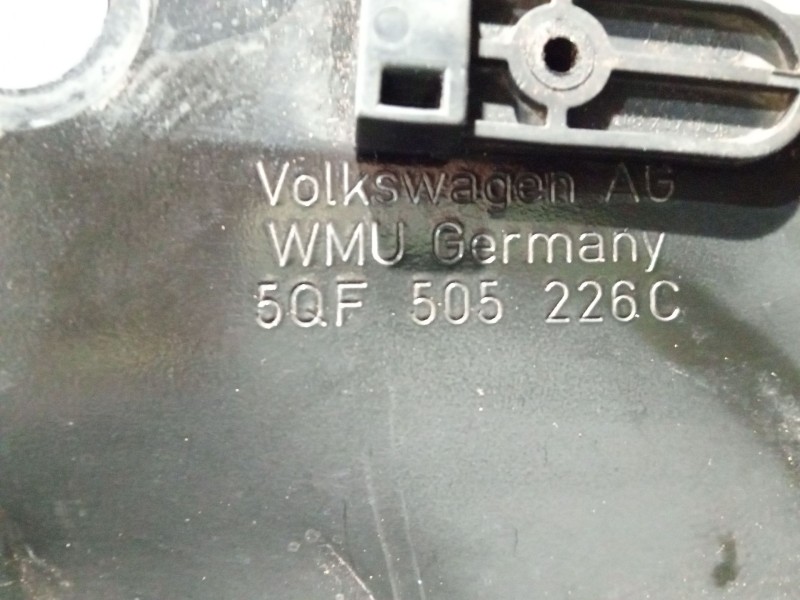 Volkswagen AG
WMU Germany
5QF 505 226C